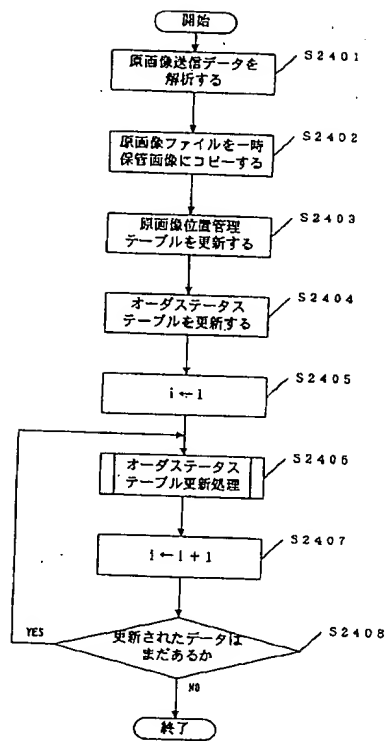 開始
原画像送信データを
解析する
S2401
原画像ファイルを一時
保管画像にコピーする
S2402
原画像位置管理
テーブルを更新する
S2403
オーダステータス
テーブルを更新する
S2404
i←1
S2405
オーダステータス
テーブル更新処理
S2406
i←i+1
S2407
更新されたデータは
まだあるか
S2408
YES
NO
終了